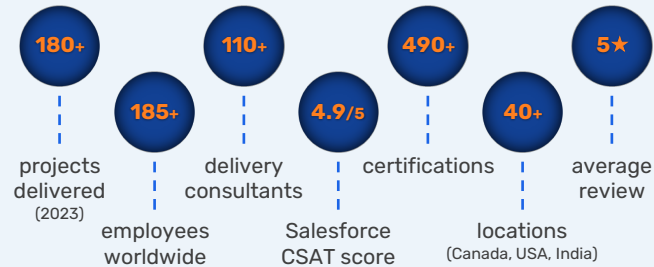 180+
projects
delivered
(2023)
185+
employees
worldwide
110+
delivery
consultants
4.9/5
Salesforce
CSAT score
490+
certifications
40+
locations
(Canada, USA, India)
5★
average
review